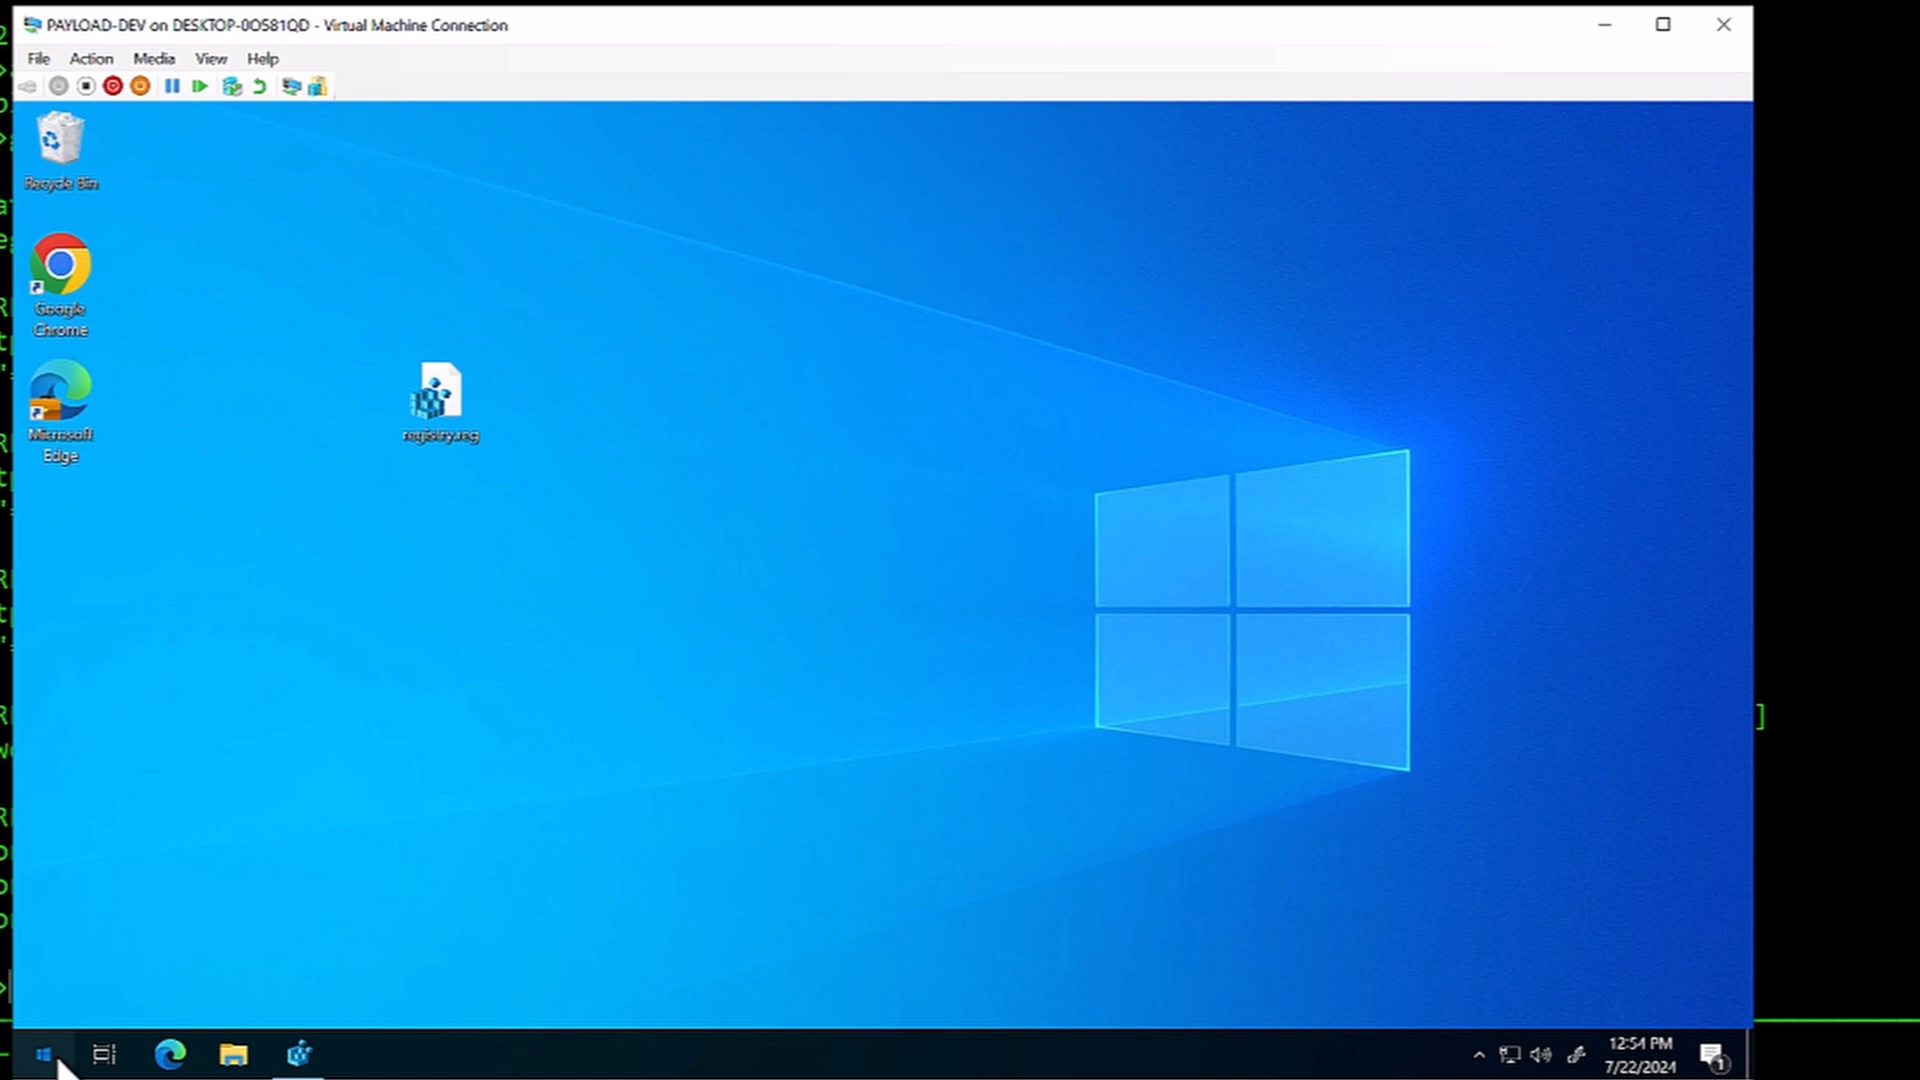 PAYLOAD-DEV on DESKTOP-0O581QD - Virtual Machine Connection
File Action Media View Help
Recycle Bin
Google
Chrome
registry.reg
Microsoft
Edge
]
12:54 PM
7/22/2024
1